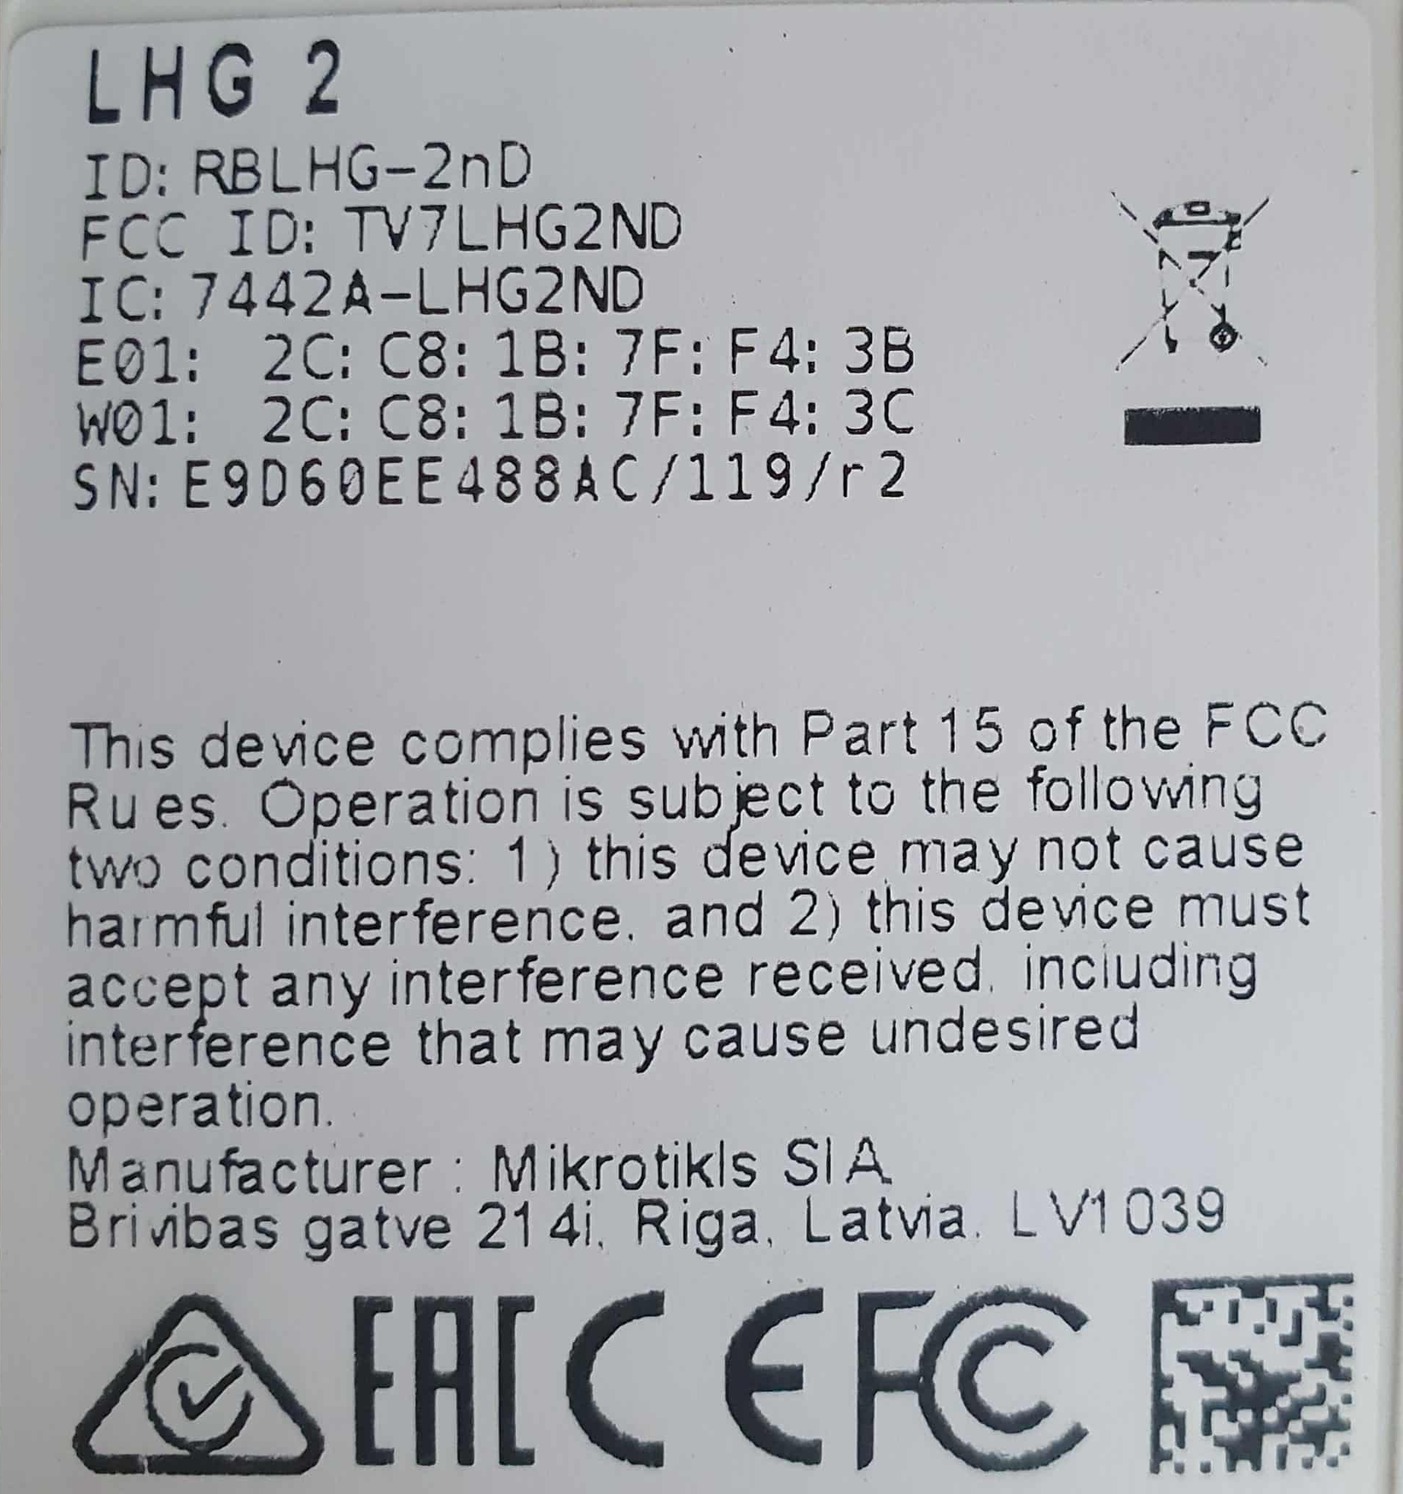 LHG 2
ID: RBLHG-2nD
FCC ID: TV7LHG2ND
IC: 7442A-LHG2ND
E01: 2C: C8: 1B: 7F: F4: 3B
W01: 2C: C8: 1B: 7F: F4: 3C
SN: E9D60EE488AC/119/r2
This device complies with Part 15 of the FCC
Ru es. Operation is subject to the following
two conditions: 1) this device may not cause
harmful interference. and 2) this device must
accept any interference received. including
interference that may cause undesired
operation.
Manufacturer : Mikrotikls SIA
Brivibas gatve 214i. Riga. Latvia. LV1039
EAC CE FC